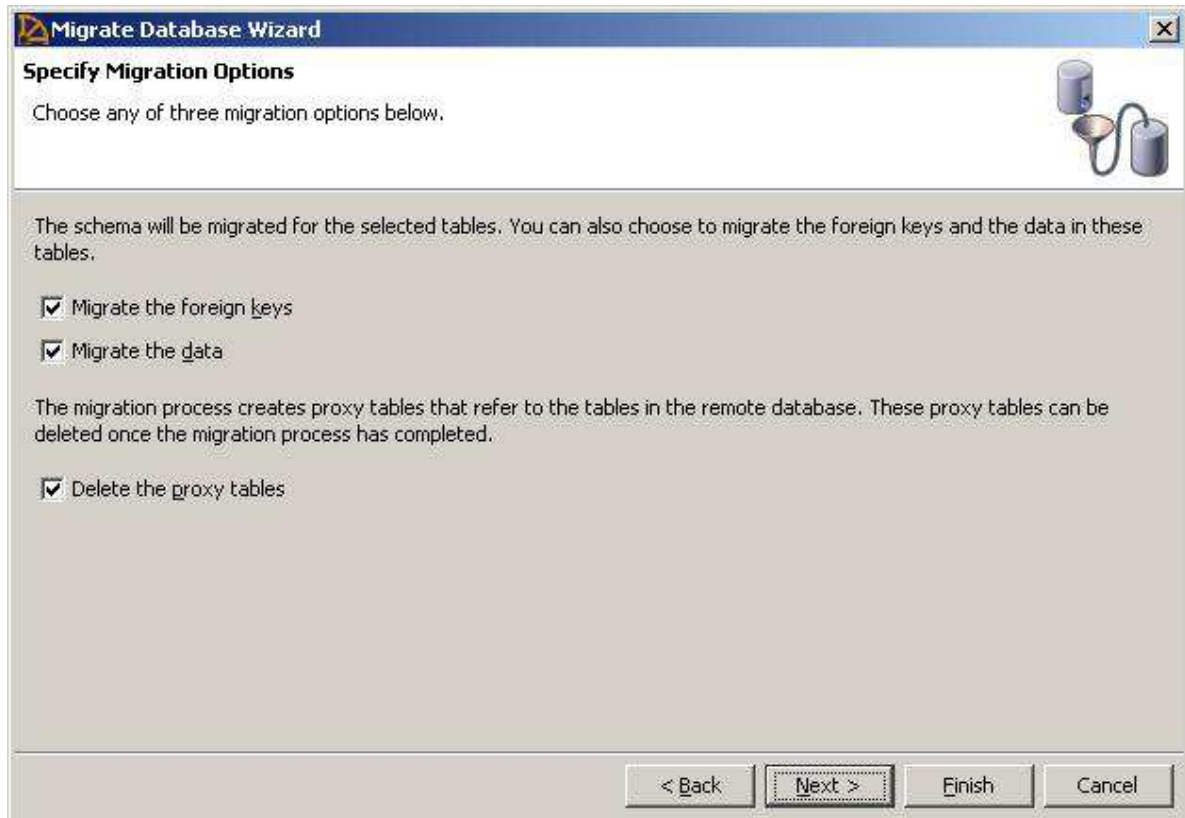 Migrate Database Wizard
Specify Migration Options
Choose any of three migration options below.
The schema will be migrated for the selected tables. You can also choose to migrate the foreign keys and the data in these
tables.
Migrate the foreign keys
Migrate the data
The migration process creates proxy tables that refer to the tables in the remote database. These proxy tables can be
deleted once the migration process has completed.
Delete the proxy tables
< Back Next > Finish Cancel